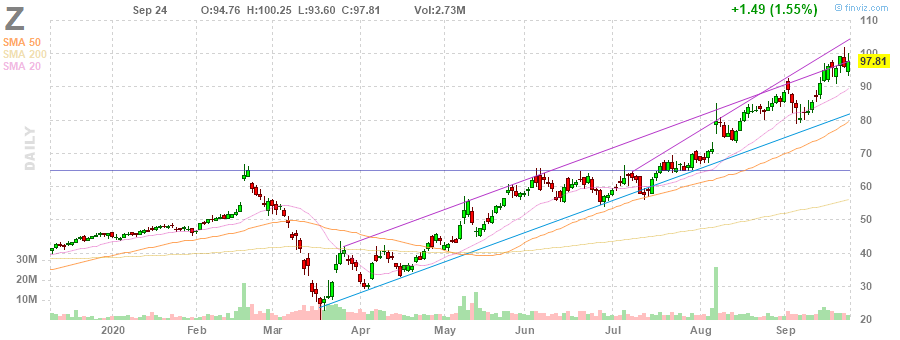 Z
Sep 24 O:94.76 H:100.25 L:93.60 C:97.81 Vol:2.73M +1.49 (1.55%) © finviz.com
SMA 50
SMA 200
SMA 20
DAILY
110
100
97.81
90
80
70
60
50
40
30
20
30M
20M
10M
2020 Feb Mar Apr May Jun Jul Aug Sep